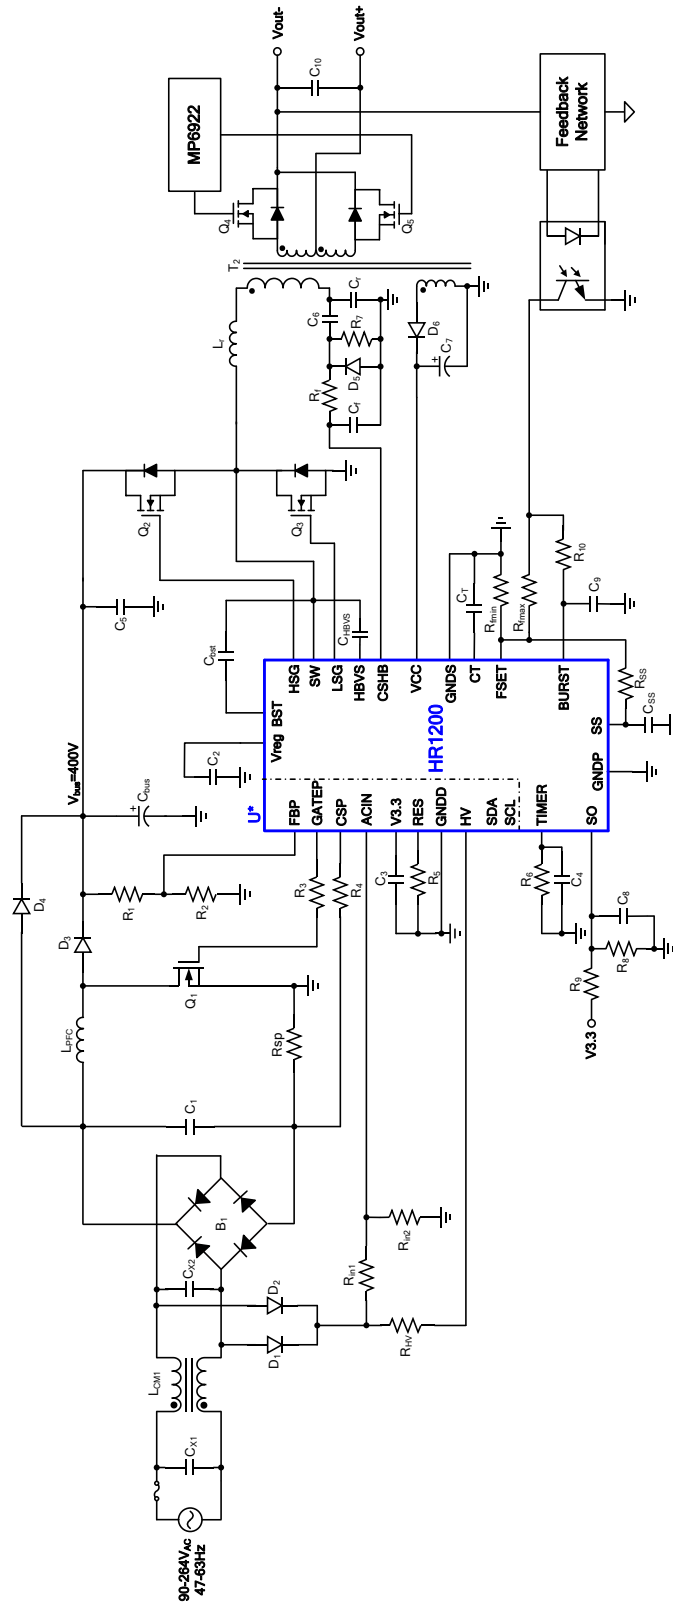 90-264VAC
47-63Hz
CX1
LCM1
CX2
D1
D2
B1
RHV
Rin1
Rin2
C1
LPFC
Rsp
Q1
D3
D4
R1
R2
R3
R4
Vbus=400V
Cbus
C2
C3
R5
R6
C4
R9
V3.3
R8
C8
U*
HR1200
FBP
GATEP
CSP
ACIN
V3.3
RES
GNDD
HV
SDA
SCL
TIMER
SO
Vreg
BST
GNDP
SS
HSG
SW
LSG
HBVS
CSHB
VCC
GNDS
CT
FSET
BURST
Cbst
CHBVS
C5
Q2
Q3
CT
Rfmin
Rfmax
R10
C9
RSS
CSS
Lr
Rf
Cf
D5
R7
C6
Cr
D6
C7
T2
Q4
Q5
MP6922
C10
Vout-
Vout+
Feedback
Network